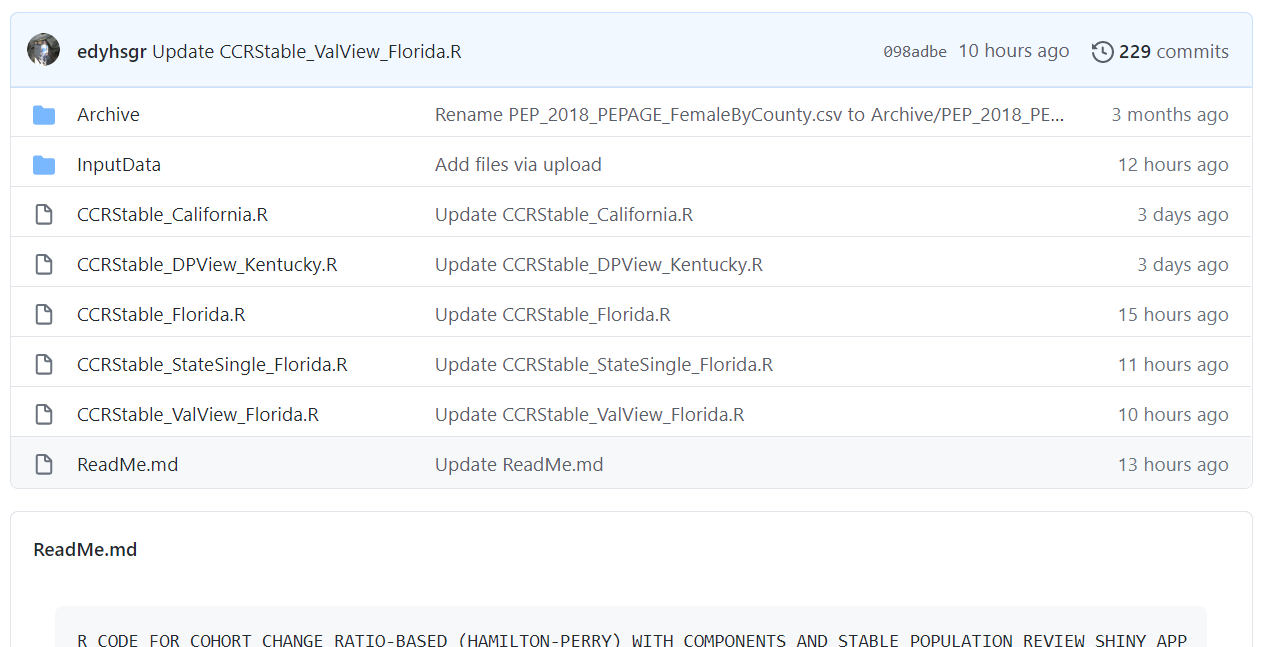 edyhsgr Update CCRStable_ValView_Florida.R 098adbe 10 hours ago 229 commits
Archive Rename PEP_2018_PEPAGE_FemaleByCounty.csv to Archive/PEP_2018_PE... 3 months ago
InputData Add files via upload 12 hours ago
CCRStable_California.R Update CCRStable_California.R 3 days ago
CCRStable_DPView_Kentucky.R Update CCRStable_DPView_Kentucky.R 3 days ago
CCRStable_Florida.R Update CCRStable_Florida.R 15 hours ago
CCRStable_StateSingle_Florida.R Update CCRStable_StateSingle_Florida.R 11 hours ago
CCRStable_ValView_Florida.R Update CCRStable_ValView_Florida.R 10 hours ago
ReadMe.md Update ReadMe.md 13 hours ago
ReadMe.md
R CODE FOR COHORT CHANGE RATIO-BASED (HAMILTON-PERRY) WITH COMPONENTS AND STABLE POPULATION REVIEW SHINY APP